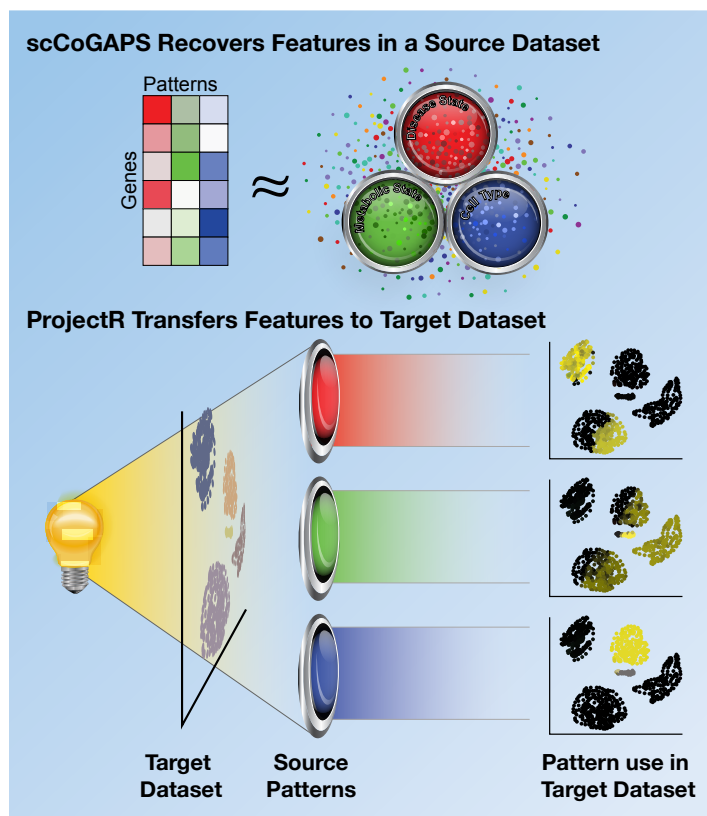 scCoGAPS Recovers Features in a Source Dataset
Patterns
Genes
≈
Disease State
Metabolic State
Cell Type
ProjectR Transfers Features to Target Dataset
Target
Dataset
Source
Patterns
Pattern use in
Target Dataset